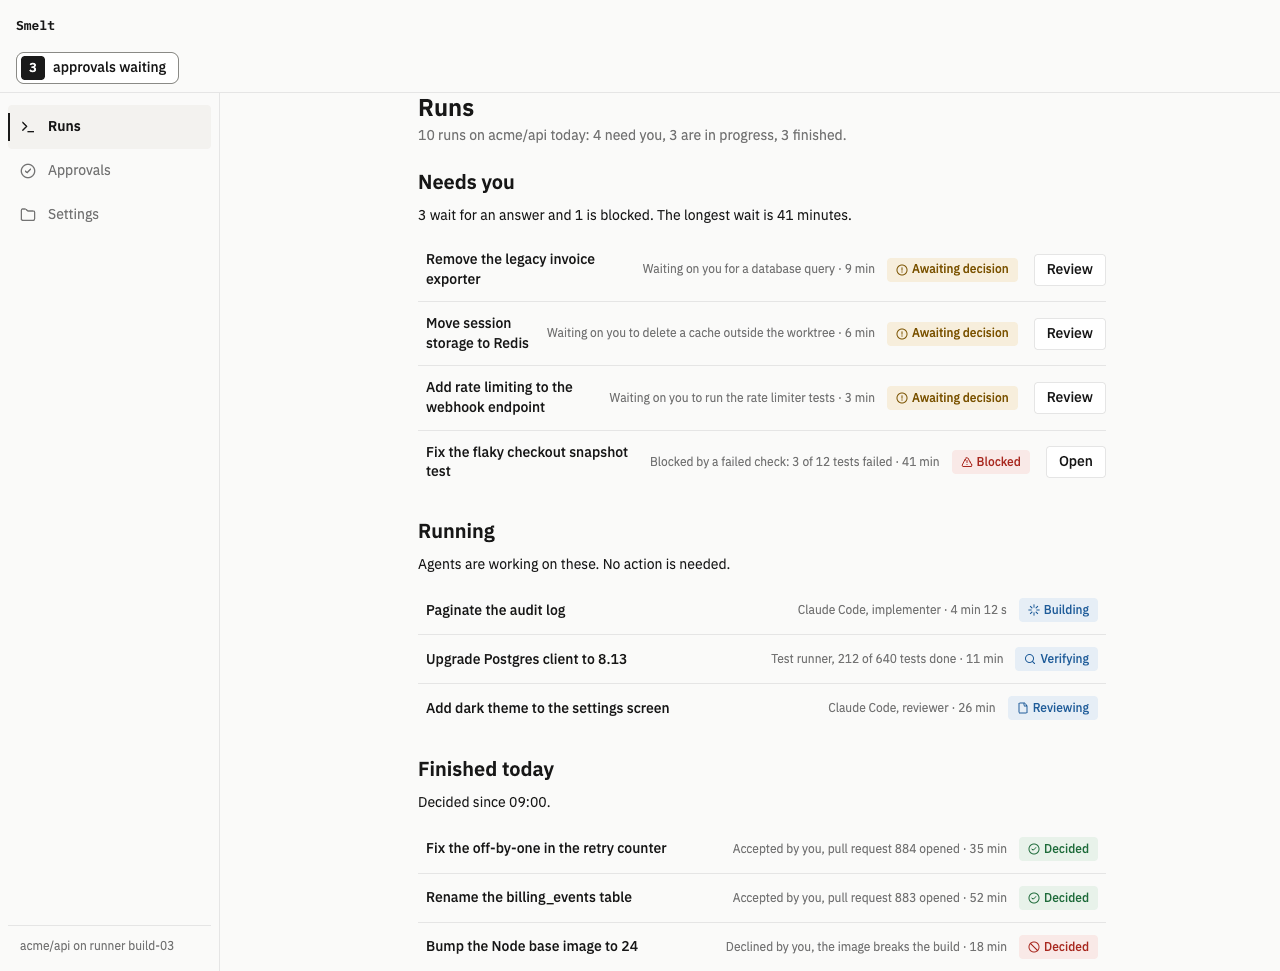 Smelt
3 approvals waiting
Runs
Approvals
Settings
acme/api on runner build-03
Runs
10 runs on acme/api today: 4 need you, 3 are in progress, 3 finished.
Needs you
3 wait for an answer and 1 is blocked. The longest wait is 41 minutes.
Remove the legacy invoice
exporter
Waiting on you for a database query · 9 min
Awaiting decision
Review
Move session
storage to Redis
Waiting on you to delete a cache outside the worktree · 6 min
Awaiting decision
Review
Add rate limiting to the
webhook endpoint
Waiting on you to run the rate limiter tests · 3 min
Awaiting decision
Review
Fix the flaky checkout snapshot
test
Blocked by a failed check: 3 of 12 tests failed · 41 min
Blocked
Open
Running
Agents are working on these. No action is needed.
Paginate the audit log
Claude Code, implementer · 4 min 12 s
Building
Upgrade Postgres client to 8.13
Test runner, 212 of 640 tests done · 11 min
Verifying
Add dark theme to the settings screen
Claude Code, reviewer · 26 min
Reviewing
Finished today
Decided since 09:00.
Fix the off-by-one in the retry counter
Accepted by you, pull request 884 opened · 35 min
Decided
Rename the billing_events table
Accepted by you, pull request 883 opened · 52 min
Decided
Bump the Node base image to 24
Declined by you, the image breaks the build · 18 min
Decided